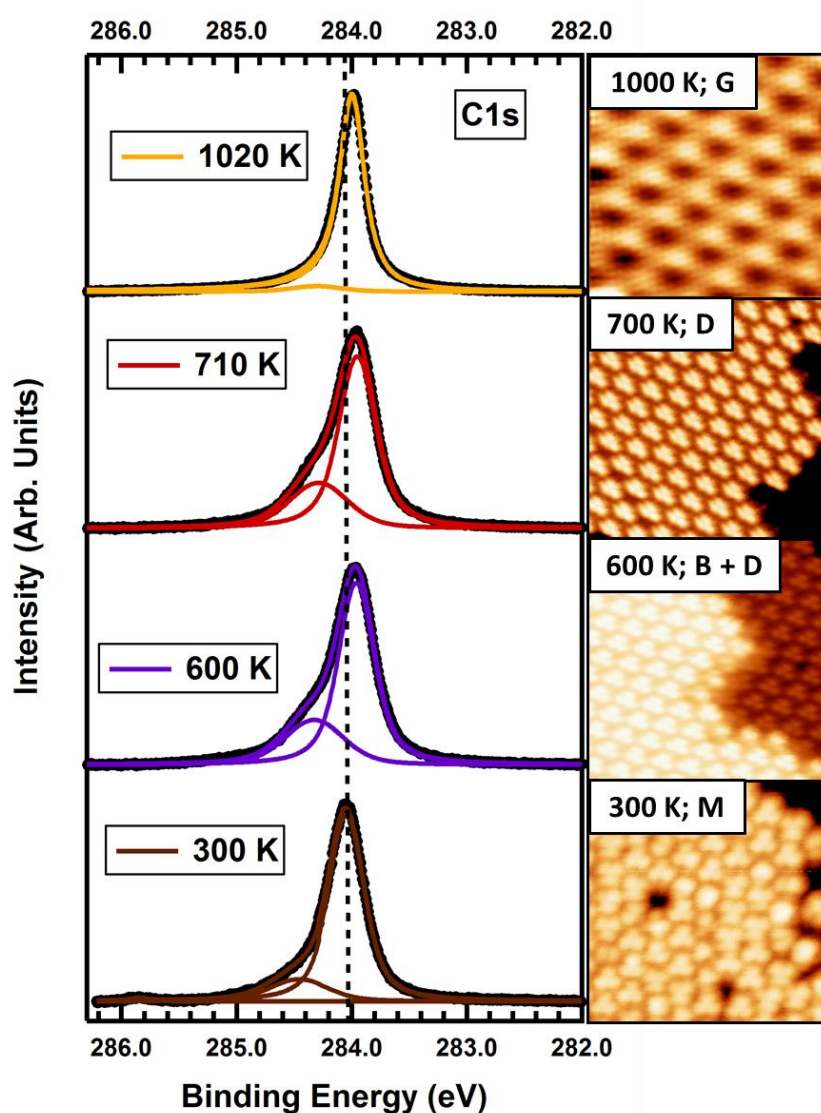 286.0 285.0 284.0 283.0 282.0
C1s
1020 K
1000 K; G
710 K
700 K; D
600 K
600 K; B + D
300 K
300 K; M
Intensity (Arb. Units)
286.0 285.0 284.0 283.0 282.0
Binding Energy (eV)